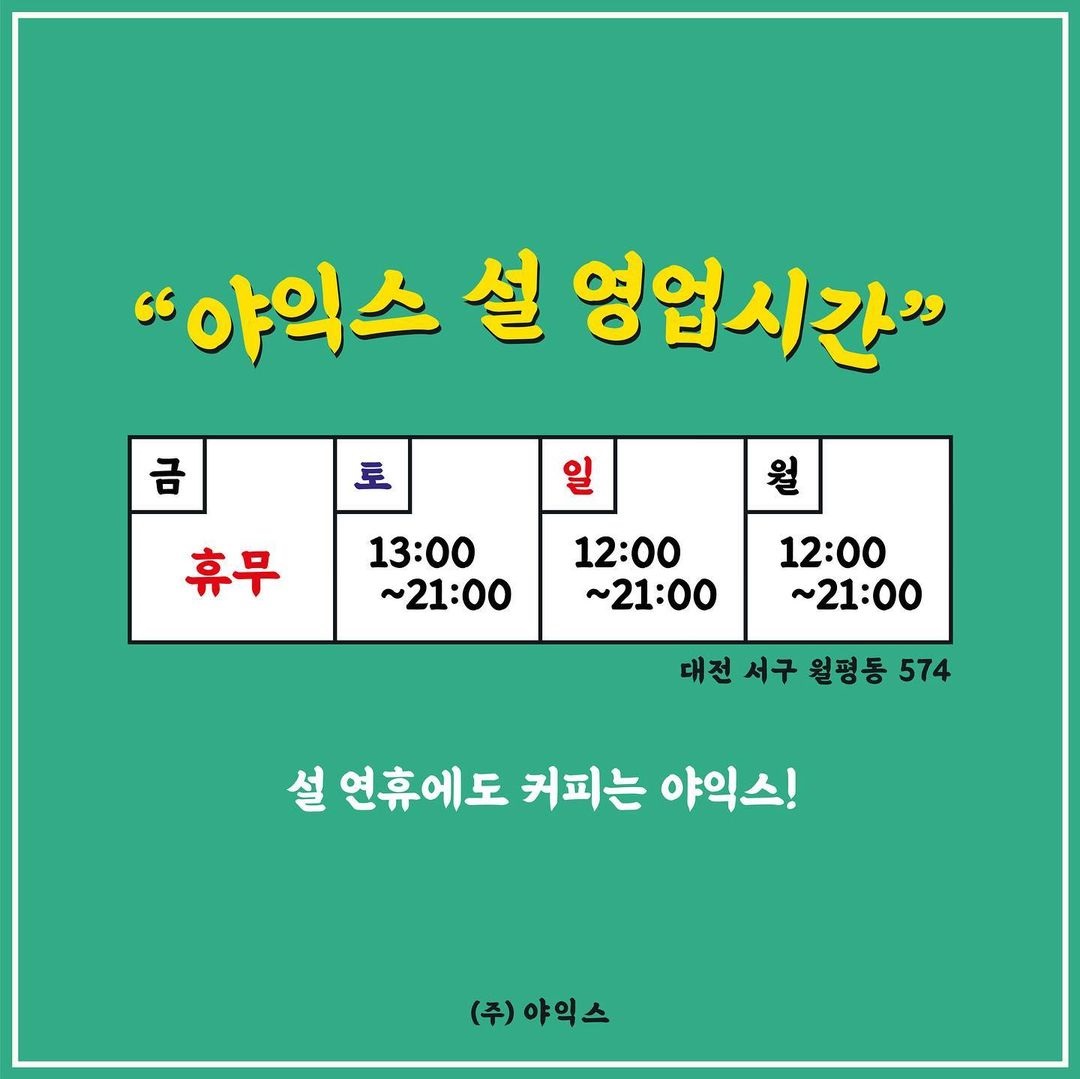 “야익스 설 영업시간”
금
토
일
월
휴무
13:00
~21:00
12:00
~21:00
12:00
~21:00
대전 서구 월평동 574
설 연휴에도 커피는 야익스!
(주) 야익스